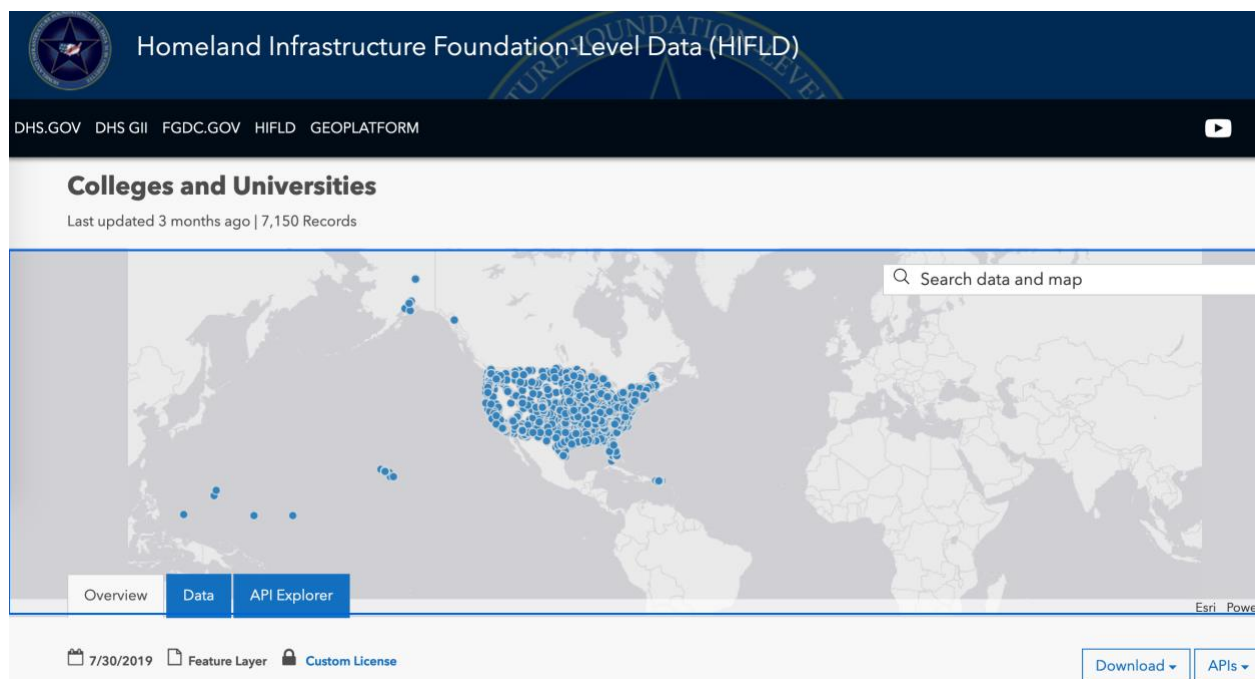 Homeland Infrastructure Foundation-Level Data (HIFLD)
DHS.GOV DHS GII FGDC.GOV HIFLD GEOPLATFORM
Colleges and Universities
Last updated 3 months ago | 7,150 Records
Search data and map
Overview Data API Explorer
Esri Powe
7/30/2019 Feature Layer Custom License
Download APIs